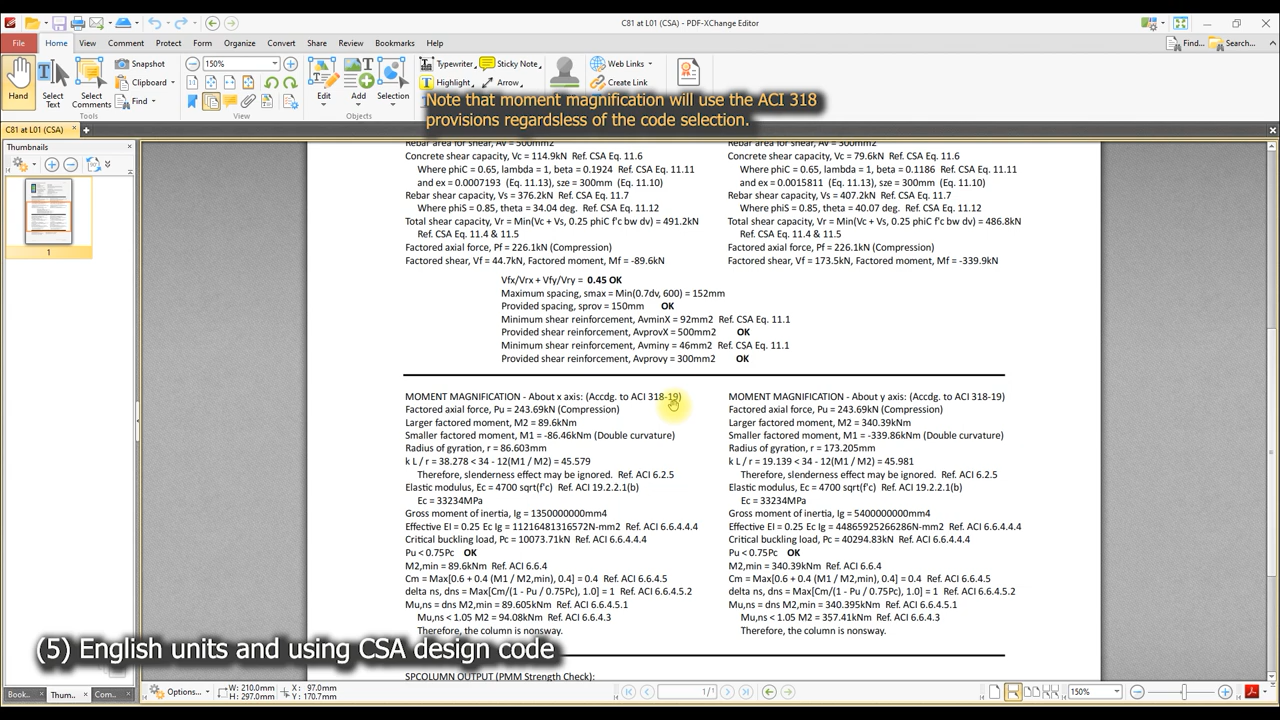 C81 at L01 (CSA) - PDF-XChange Editor
File Home View Comment Protect Form Organize Convert Share Review Bookmarks Help Find... Search...
Hand
Select Text
Select Comments
Snapshot
Clipboard
Find
Tools
150%
View
Edit
Add
Selection
Objects
Typewriter
Sticky Note
Highlight
Arrow
Web Links
Create Link
Note that moment magnification will use the ACI 318
provisions regardsless of the code selection.
C81 at L01 (CSA)
Thumbnails
1
Rebar area for shear, Av = 500mm2
Concrete shear capacity, Vc = 114.9kN Ref. CSA Eq. 11.6
Where phiC = 0.65, lambda = 1, beta = 0.1924 Ref. CSA 11.11
and ex = 0.0007193 (Eq. 11.13), sze = 300mm (Eq. 11.10)
Rebar shear capacity, Vs = 376.2kN Ref. CSA Eq. 11.7
Where phiS = 0.85, theta = 34.04 deg. Ref. CSA 11.12
Total shear capacity, Vr = Min(Vc + Vs, 0.25 phiC f'c bw dv) = 491.2kN
Ref. CSA Eq. 11.4 & 11.5
Factored axial force, Pf = 226.1kN (Compression)
Factored shear, Vf = 44.7kN, Factored moment, Mf = -89.6kN
Rebar area for shear, Av = 300mm2
Concrete shear capacity, Vc = 79.6kN Ref. CSA Eq. 11.6
Where phiC = 0.65, lambda = 1, beta = 0.1186 Ref. CSA 11.11
and ex = 0.0015811 (Eq. 11.13), sze = 300mm (Eq. 11.10)
Rebar shear capacity, Vs = 407.2kN Ref. CSA Eq. 11.7
Where phiS = 0.85, theta = 40.07 deg. Ref. CSA 11.12
Total shear capacity, Vr = Min(Vc + Vs, 0.25 phiC f'c bw dv) = 486.8kN
Ref. CSA Eq. 11.4 & 11.5
Factored axial force, Pf = 226.1kN (Compression)
Factored shear, Vf = 173.5kN, Factored moment, Mf = -339.9kN
Vfx/Vrx + Vfy/Vry = 0.45 OK
Maximum spacing, smax = Min(0.7dv, 600) = 152mm
Provided spacing, sprov = 150mm OK
Minimum shear reinforcement, AvminX = 92mm2 Ref. CSA Eq. 11.1
Provided shear reinforcement, AvprovX = 500mm2 OK
Minimum shear reinforcement, Avminy = 46mm2 Ref. CSA Eq. 11.1
Provided shear reinforcement, Avprovy = 300mm2 OK
MOMENT MAGNIFICATION - About x axis: (Accdg. to ACI 318-19)
Factored axial force, Pu = 243.69kN (Compression)
Larger factored moment, M2 = 89.6kNm
Smaller factored moment, M1 = -86.46kNm (Double curvature)
Radius of gyration, r = 86.603mm
k L / r = 38.278 < 34 - 12(M1 / M2) = 45.579
Therefore, slenderness effect may be ignored. Ref. ACI 6.2.5
Elastic modulus, Ec = 4700 sqrt(f'c) Ref. ACI 19.2.2.1(b)
Ec = 33234MPa
Gross moment of inertia, Ig = 1350000000mm4
Effective EI = 0.25 Ec Ig = 11216481316572N-mm2 Ref. ACI 6.6.4.4.4
Critical buckling load, Pc = 10073.71kN Ref. ACI 6.6.4.4.4
Pu < 0.75Pc OK
M2,min = 89.6kNm Ref. ACI 6.6.4
Cm = Max[0.6 + 0.4 (M1 / M2,min), 0.4] = 0.4 Ref. ACI 6.6.4.5
delta ns, dns = Max[Cm/(1 - Pu / 0.75Pc), 1.0] = 1 Ref. ACI 6.6.4.5.2
Mu,ns = dns M2,min = 89.605kNm Ref. ACI 6.6.4.5.1
Mu,ns < 1.05 M2 = 94.08kNm Ref. ACI 6.6.4.3
Therefore, the column is nonsway.
MOMENT MAGNIFICATION - About y axis: (Accdg. to ACI 318-19)
Factored axial force, Pu = 243.69kN (Compression)
Larger factored moment, M2 = 340.39kNm
Smaller factored moment, M1 = -339.86kNm (Double curvature)
Radius of gyration, r = 173.205mm
k L / r = 19.139 < 34 - 12(M1 / M2) = 45.981
Therefore, slenderness effect may be ignored. Ref. ACI 6.2.5
Elastic modulus, Ec = 4700 sqrt(f'c) Ref. ACI 19.2.2.1(b)
Ec = 33234MPa
Gross moment of inertia, Ig = 5400000000mm4
Effective EI = 0.25 Ec Ig = 44865925266286N-mm2 Ref. ACI 6.6.4.4.4
Critical buckling load, Pc = 40294.83kN Ref. ACI 6.6.4.4.4
Pu < 0.75Pc OK
M2,min = 340.39kNm Ref. ACI 6.6.4
Cm = Max[0.6 + 0.4 (M1 / M2,min), 0.4] = 0.4 Ref. ACI 6.6.4.5
delta ns, dns = Max[Cm/(1 - Pu / 0.75Pc), 1.0] = 1 Ref. ACI 6.6.4.5.2
Mu,ns = dns M2,min = 340.395kNm Ref. ACI 6.6.4.5.1
Mu,ns < 1.05 M2 = 357.41kNm Ref. ACI 6.6.4.3
Therefore, the column is nonsway.
(5) English units and using CSA design code
SPCOLUMN OUTPUT (PMM Strength Check):
Book... Thum... Com...
Options...
W: 210.0mm
H: 297.0mm
X: 97.0mm
Y: 170.7mm
1/1
150%